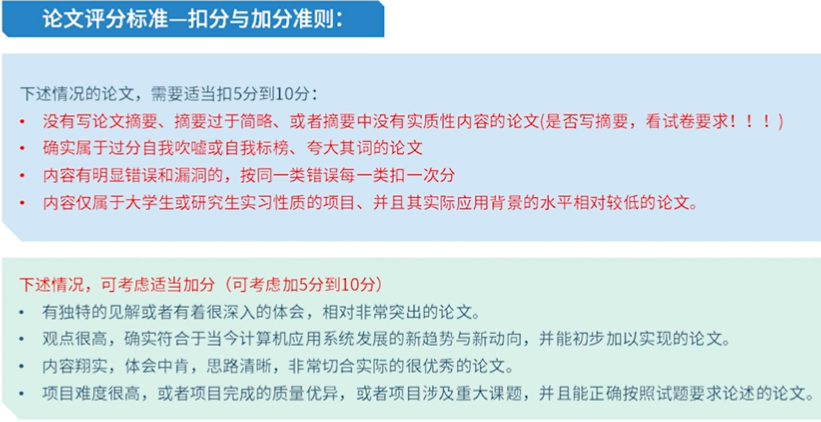 论文评分标准—扣分与加分准则：
下述情况的论文，需要适当扣5分到10分：
• 没有写论文摘要、摘要过于简略、或者摘要中没有实质性内容的论文(是否写摘要，看试卷要求！！！)
• 确实属于过分自我吹嘘或自我标榜、夸大其词的论文
• 内容有明显错误和漏洞的，按同一类错误每一类扣一次分
• 内容仅属于大学生或研究生实习性质的项目、并且其实际应用背景的水平相对较低的论文。
下述情况，可考虑适当加分（可考虑加5分到10分）
• 有独特的见解或者有着很深入的体会，相对非常突出的论文。
• 观点很高，确实符合于当今计算机应用系统发展的新趋势与新动向，并能初步加以实现的论文。
• 内容翔实，体会中肯，思路清晰，非常切合实际的很优秀的论文。
• 项目难度很高，或者项目完成的质量优异，或者项目涉及重大课题，并且能正确按照试题要求论述的论文。